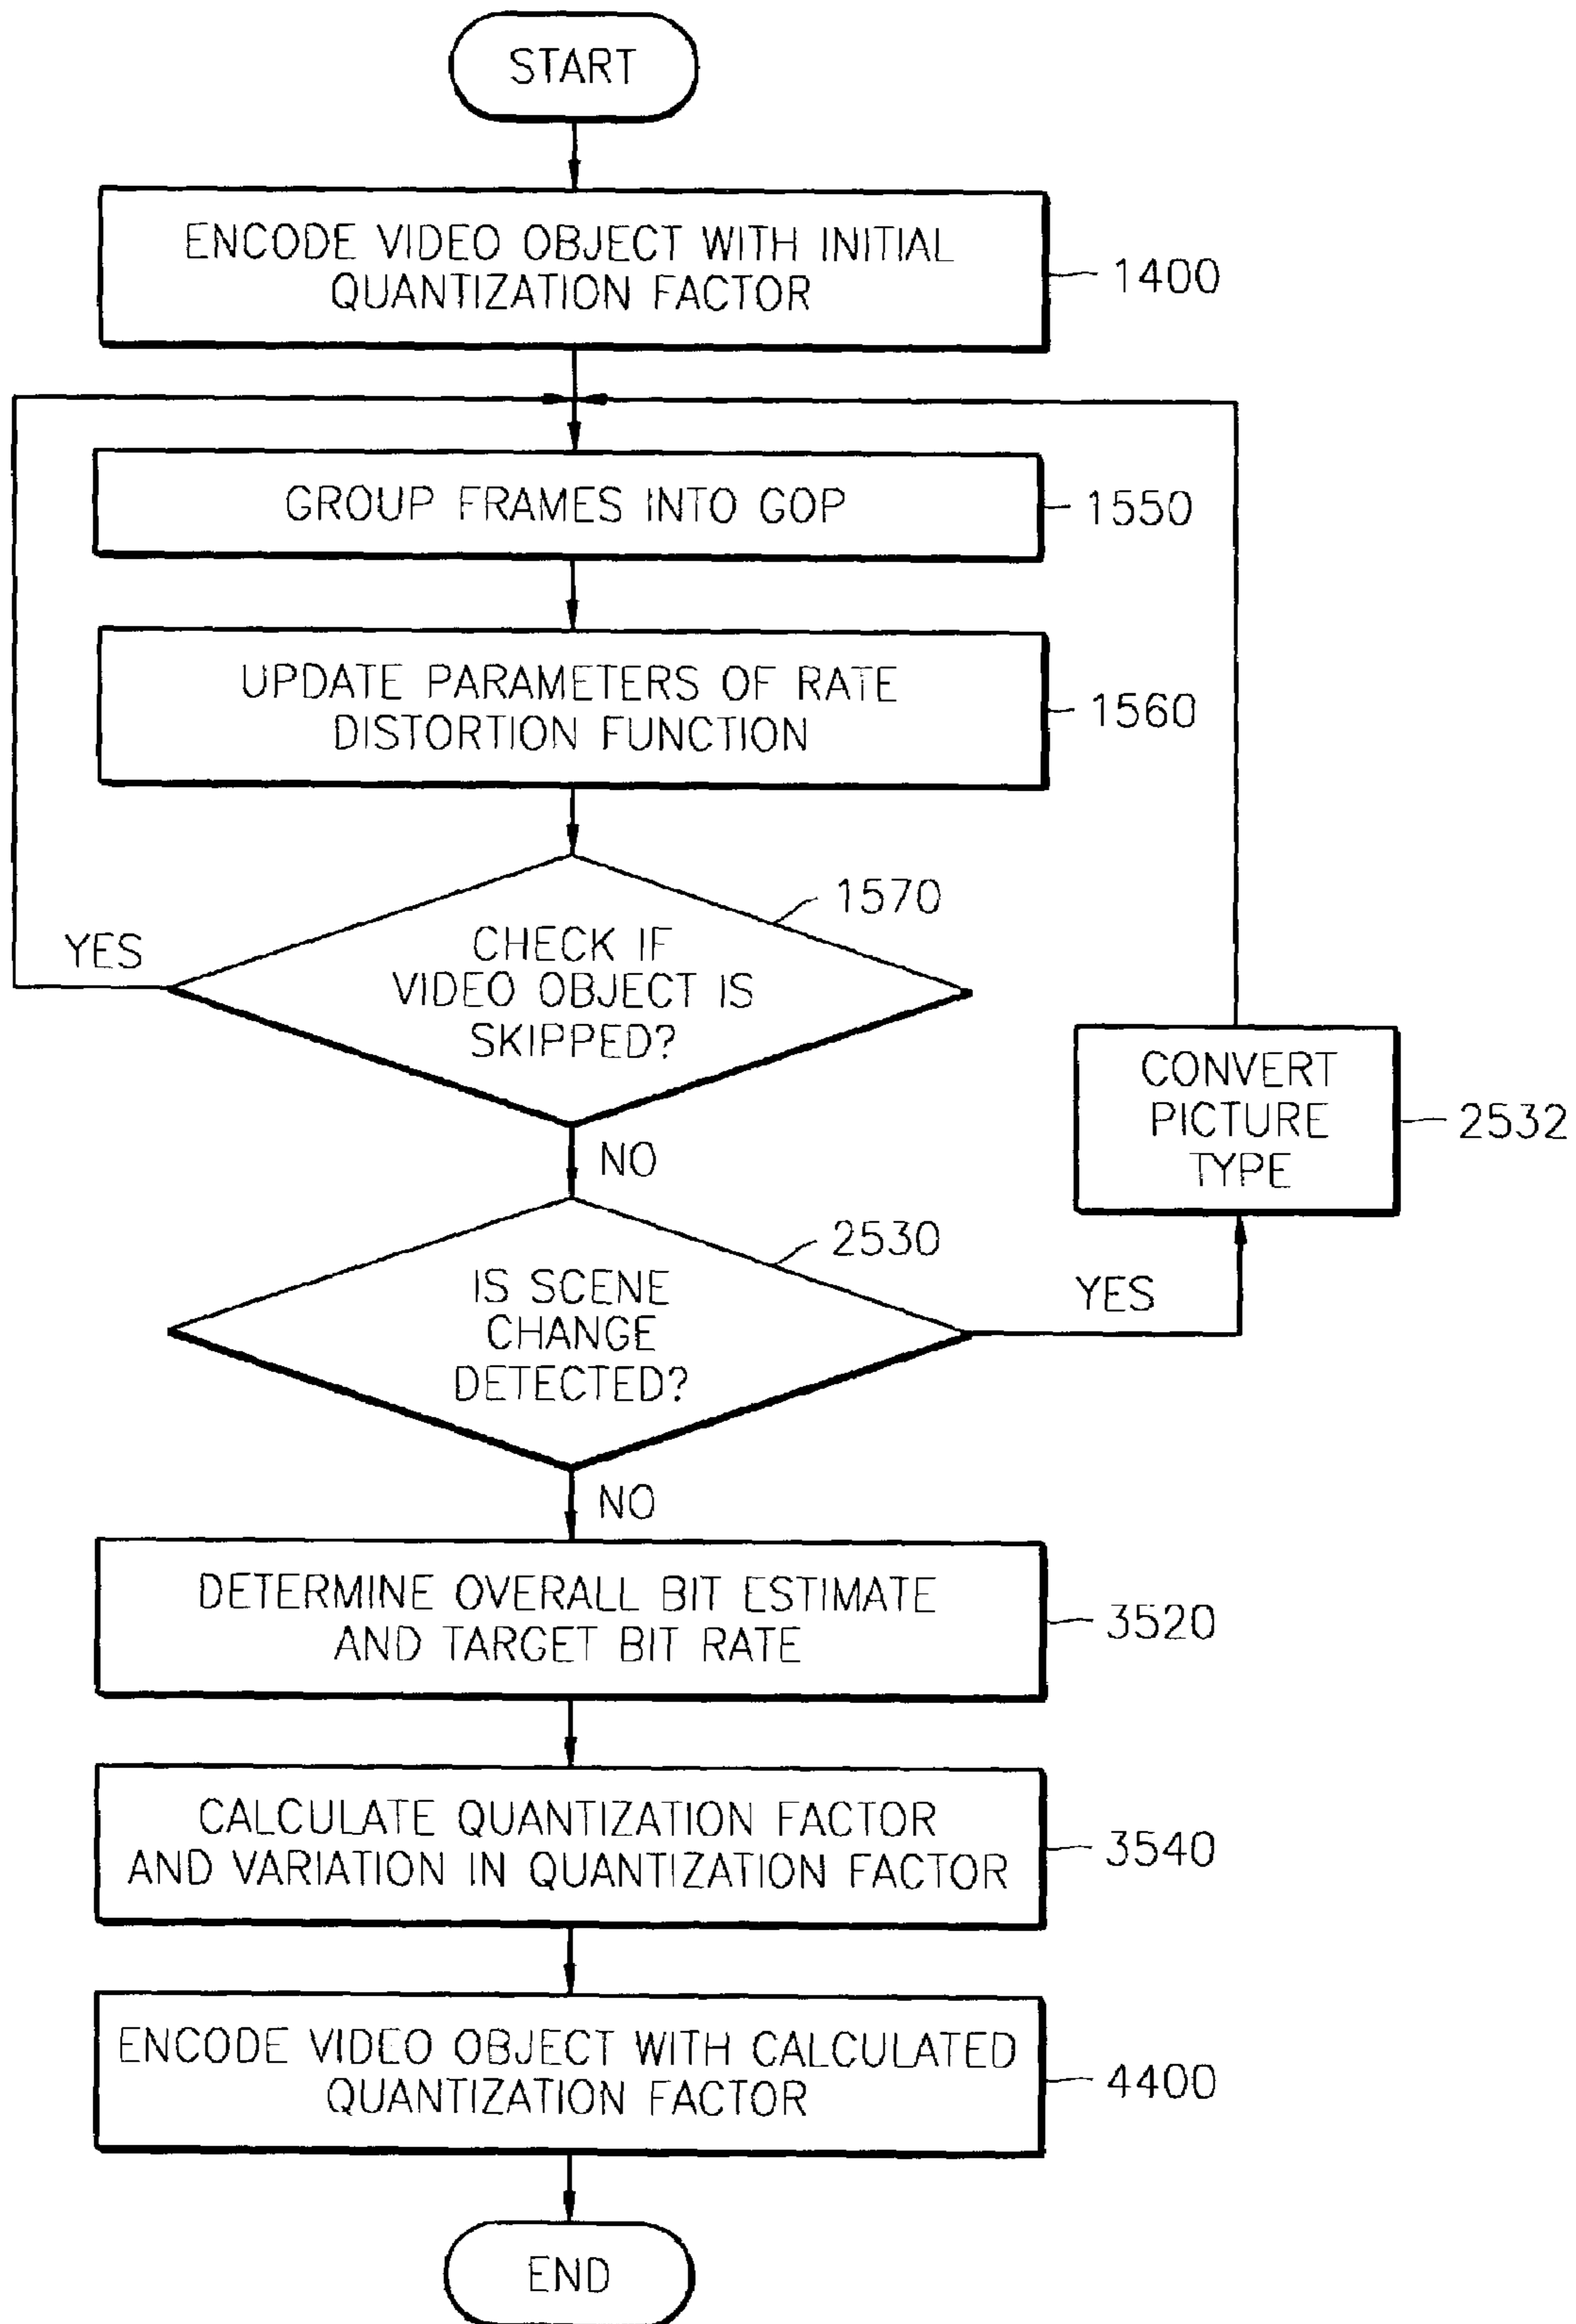 START
ENCODE VIDEO OBJECT WITH INITIAL
QUANTIZATION FACTOR
1400
GROUP FRAMES INTO GOP
1550
UPDATE PARAMETERS OF RATE
DISTORTION FUNCTION
1560
1570
YES
CHECK IF
VIDEO OBJECT IS
SKIPPED?
CONVERT
PICTURE
TYPE
2532
NO
2530
IS SCENE
CHANGE
DETECTED?
YES
NO
DETERMINE OVERALL BIT ESTIMATE
AND TARGET BIT RATE
3520
CALCULATE QUANTIZATION FACTOR
AND VARIATION IN QUANTIZATION FACTOR
3540
ENCODE VIDEO OBJECT WITH CALCULATED
QUANTIZATION FACTOR
4400
END